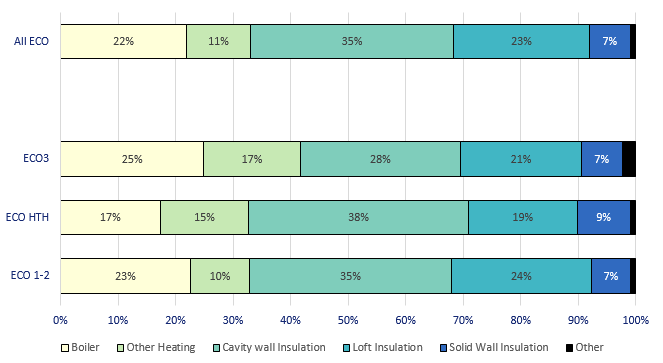 All ECO 22% 11% 35% 23% 7%
ECO3 25% 17% 28% 21% 7%
ECO HTH 17% 15% 38% 19% 9%
ECO 1-2 23% 10% 35% 24% 7%
0% 10% 20% 30% 40% 50% 60% 70% 80% 90% 100%
Boiler Other Heating Cavity wall Insulation Loft Insulation Solid Wall Insulation Other